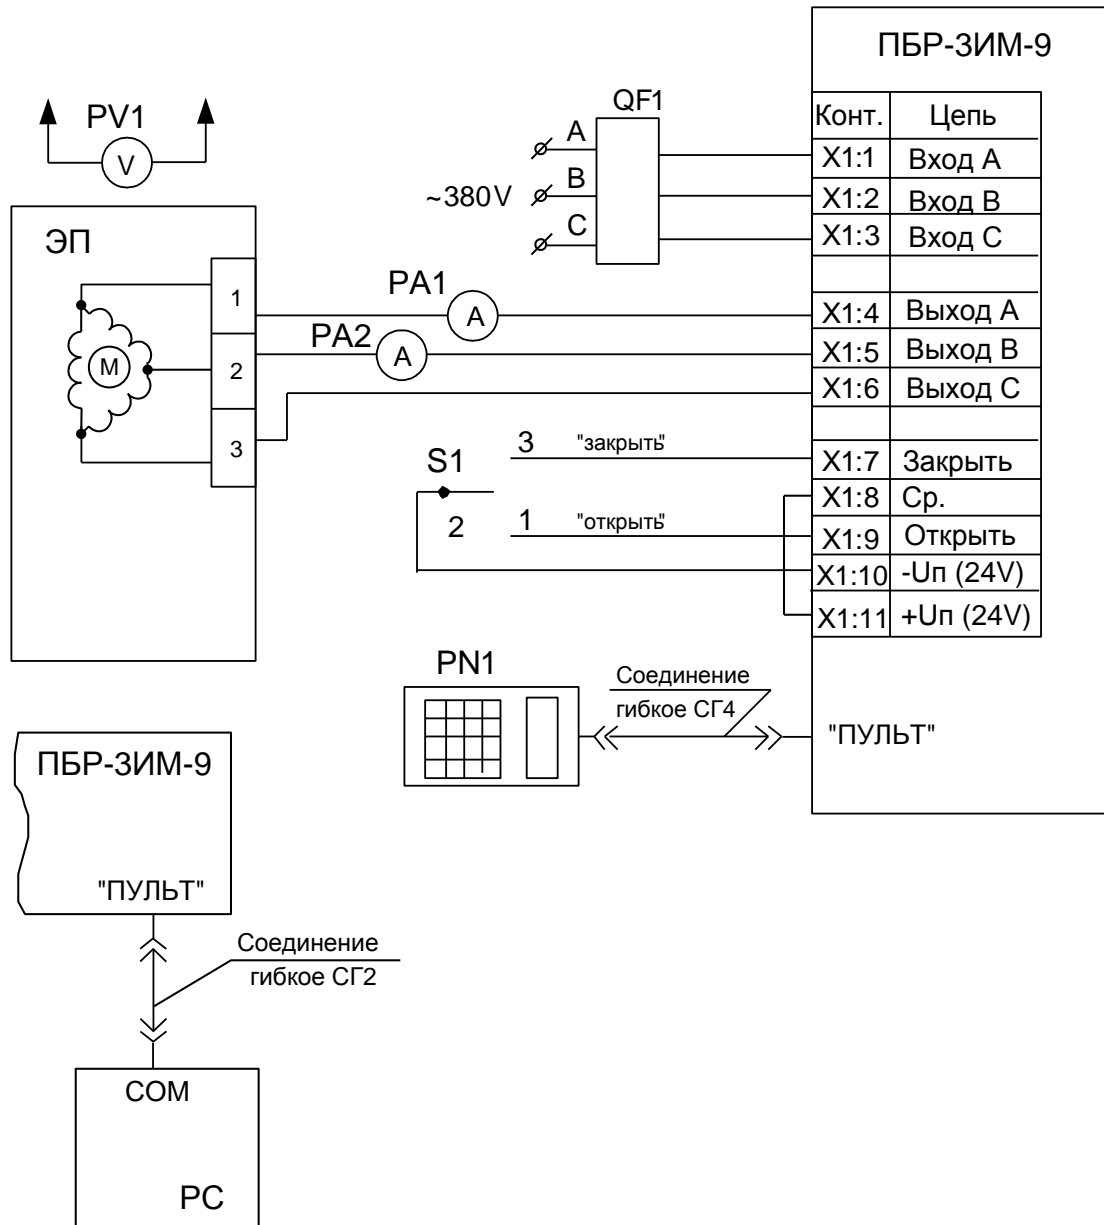 ПБР-3ИМ-9
Конт. Цепь
X1:1 Вход А
X1:2 Вход В
X1:3 Вход С
X1:4 Выход А
X1:5 Выход В
X1:6 Выход С
X1:7 Закрыть
X1:8 Ср.
X1:9 Открыть
X1:10 -Uп (24V)
X1:11 +Uп (24V)
"ПУЛЬТ"
QF1
A
B
C
~380V
PV1
V
ЭП
M
1
2
3
PA1
A
PA2
A
S1
3 "закрыть"
2
1 "открыть"
PN1
Соединение
гибкое СГ4
ПБР-3ИМ-9
"ПУЛЬТ"
Соединение
гибкое СГ2
COM
PC